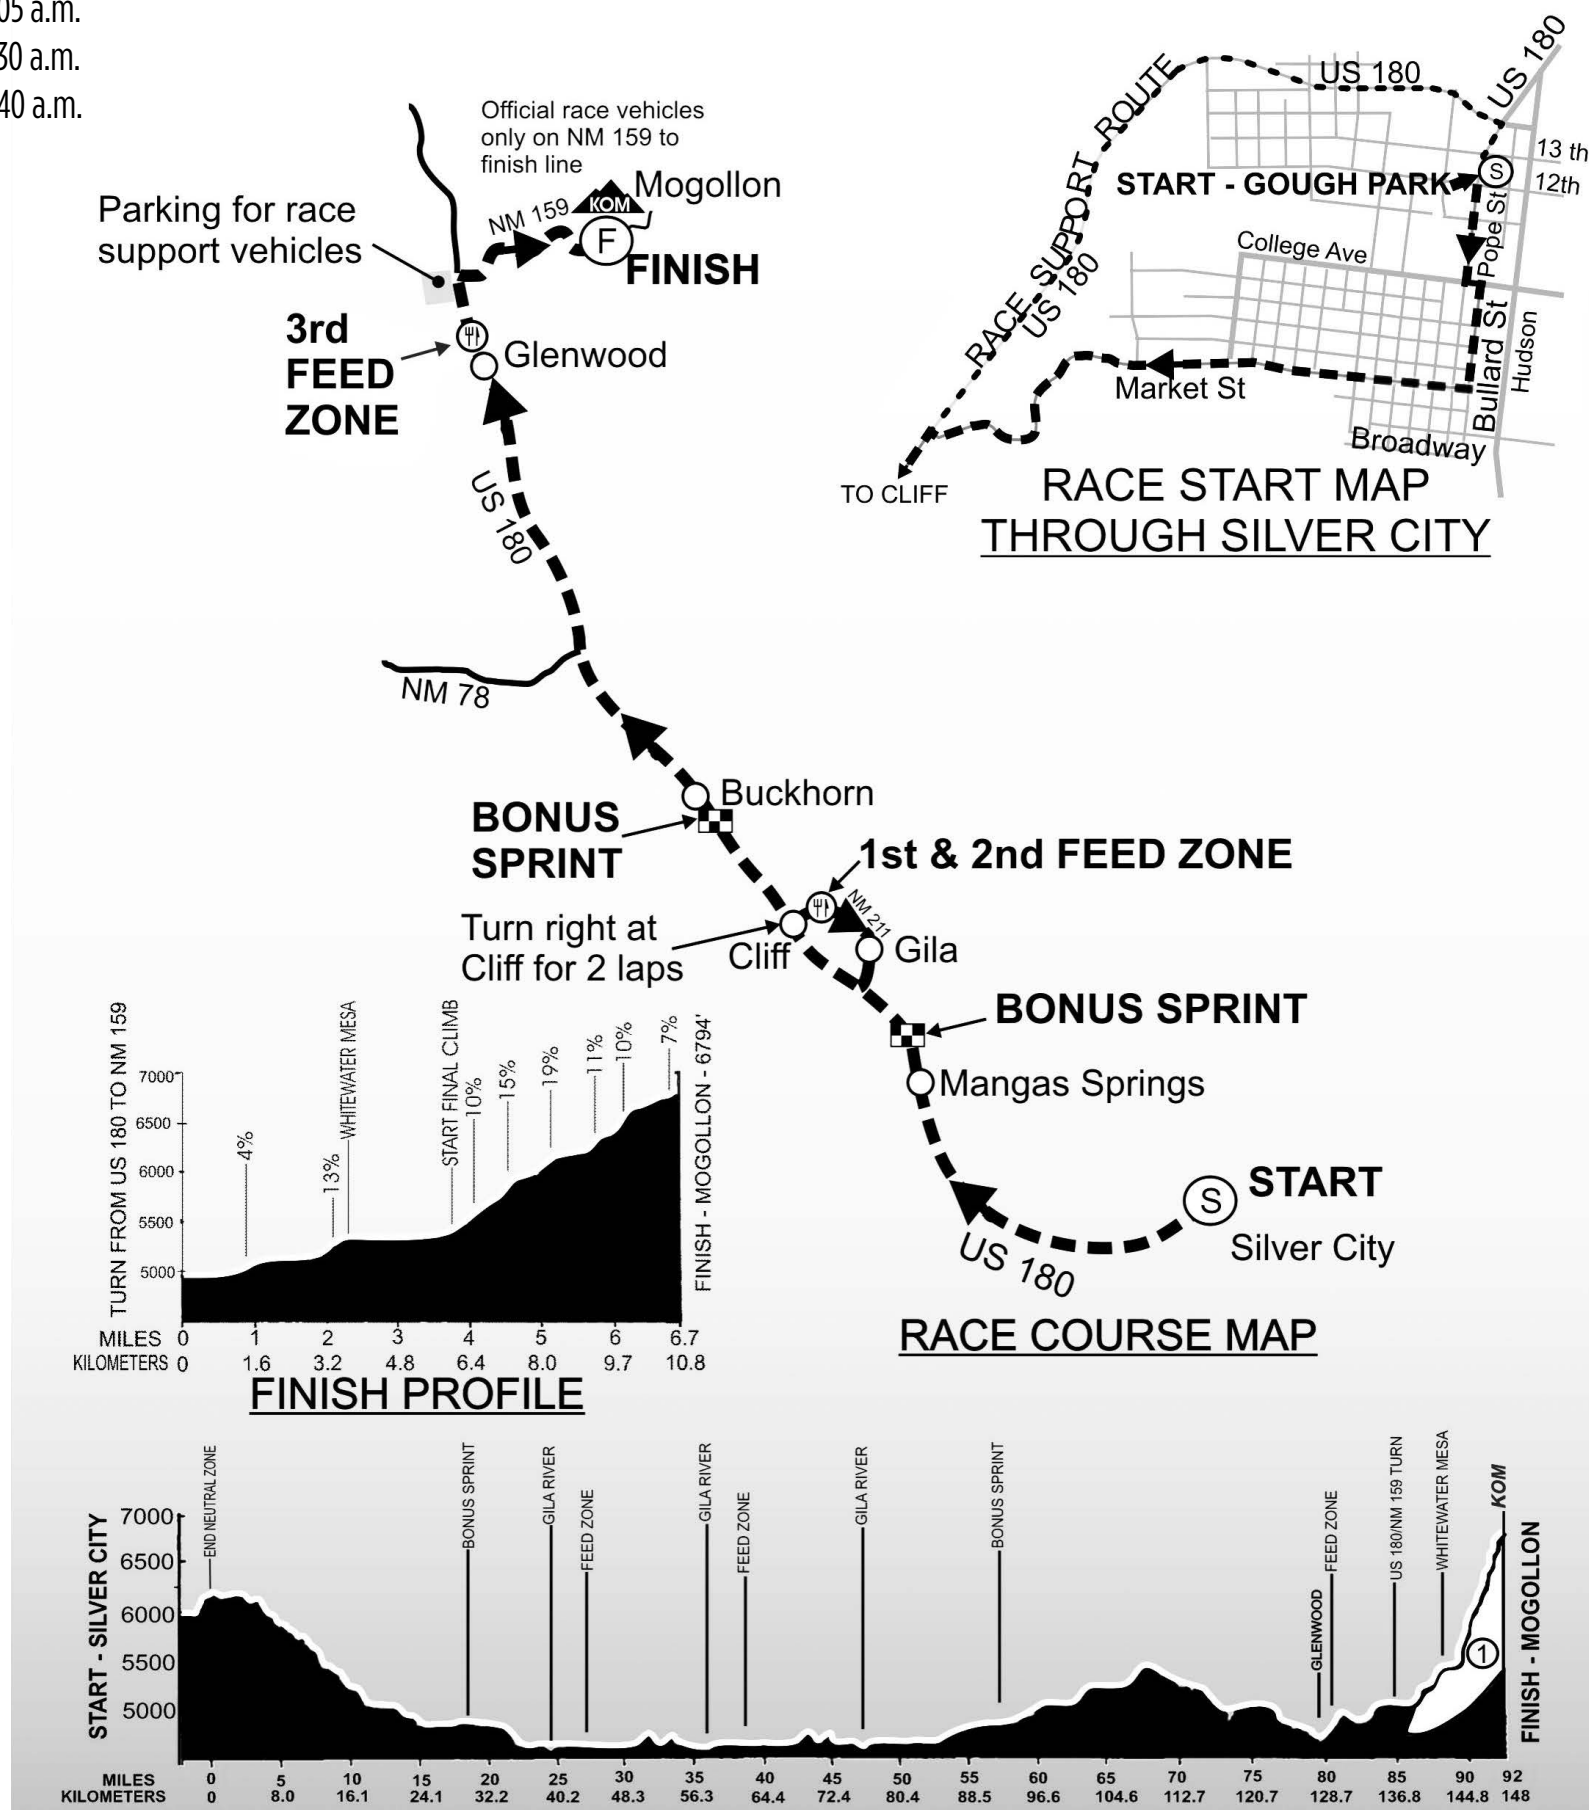 05 a.m.
30 a.m.
40 a.m.
Official race vehicles
only on NM 159 to
finish line
Mogollon
KOM
NM 159
F
FINISH
Parking for race
support vehicles
3rd
FEED
ZONE
Glenwood
US 180
NM 78
Buckhorn
BONUS
SPRINT
1st & 2nd FEED ZONE
NM 211
Turn right at
Cliff for 2 laps
Cliff
Gila
BONUS SPRINT
Mangas Springs
S
START
Silver City
US 180
RACE COURSE MAP
US 180
US 180
RACE SUPPORT ROUTE
US 180
13 th
12th
S
START - GOUGH PARK
Pope St
College Ave
Bullard St
Hudson
Market St
Broadway
TO CLIFF
RACE START MAP
THROUGH SILVER CITY
TURN FROM US 180 TO NM 159
7000
6500
6000
5500
5000
4%
13%
WHITEWATER MESA
START FINAL CLIMB
10%
15%
19%
11%
10%
7%
FINISH - MOGOLLON - 6794'
MILES 0 1 2 3 4 5 6 6.7
KILOMETERS 0 1.6 3.2 4.8 6.4 8.0 9.7 10.8
FINISH PROFILE
START - SILVER CITY
7000
6500
6000
5500
5000
END NEUTRAL ZONE
BONUS SPRINT
GILA RIVER
FEED ZONE
GILA RIVER
FEED ZONE
GILA RIVER
BONUS SPRINT
GLENWOOD
FEED ZONE
US 180/NM 159 TURN
WHITEWATER MESA
KOM
1
FINISH - MOGOLLON
MILES 0 5 10 15 20 25 30 35 40 45 50 55 60 65 70 75 80 85 90 92
KILOMETERS 0 8.0 16.1 24.1 32.2 40.2 48.3 56.3 64.4 72.4 80.4 88.5 96.6 104.6 112.7 120.7 128.7 136.8 144.8 148